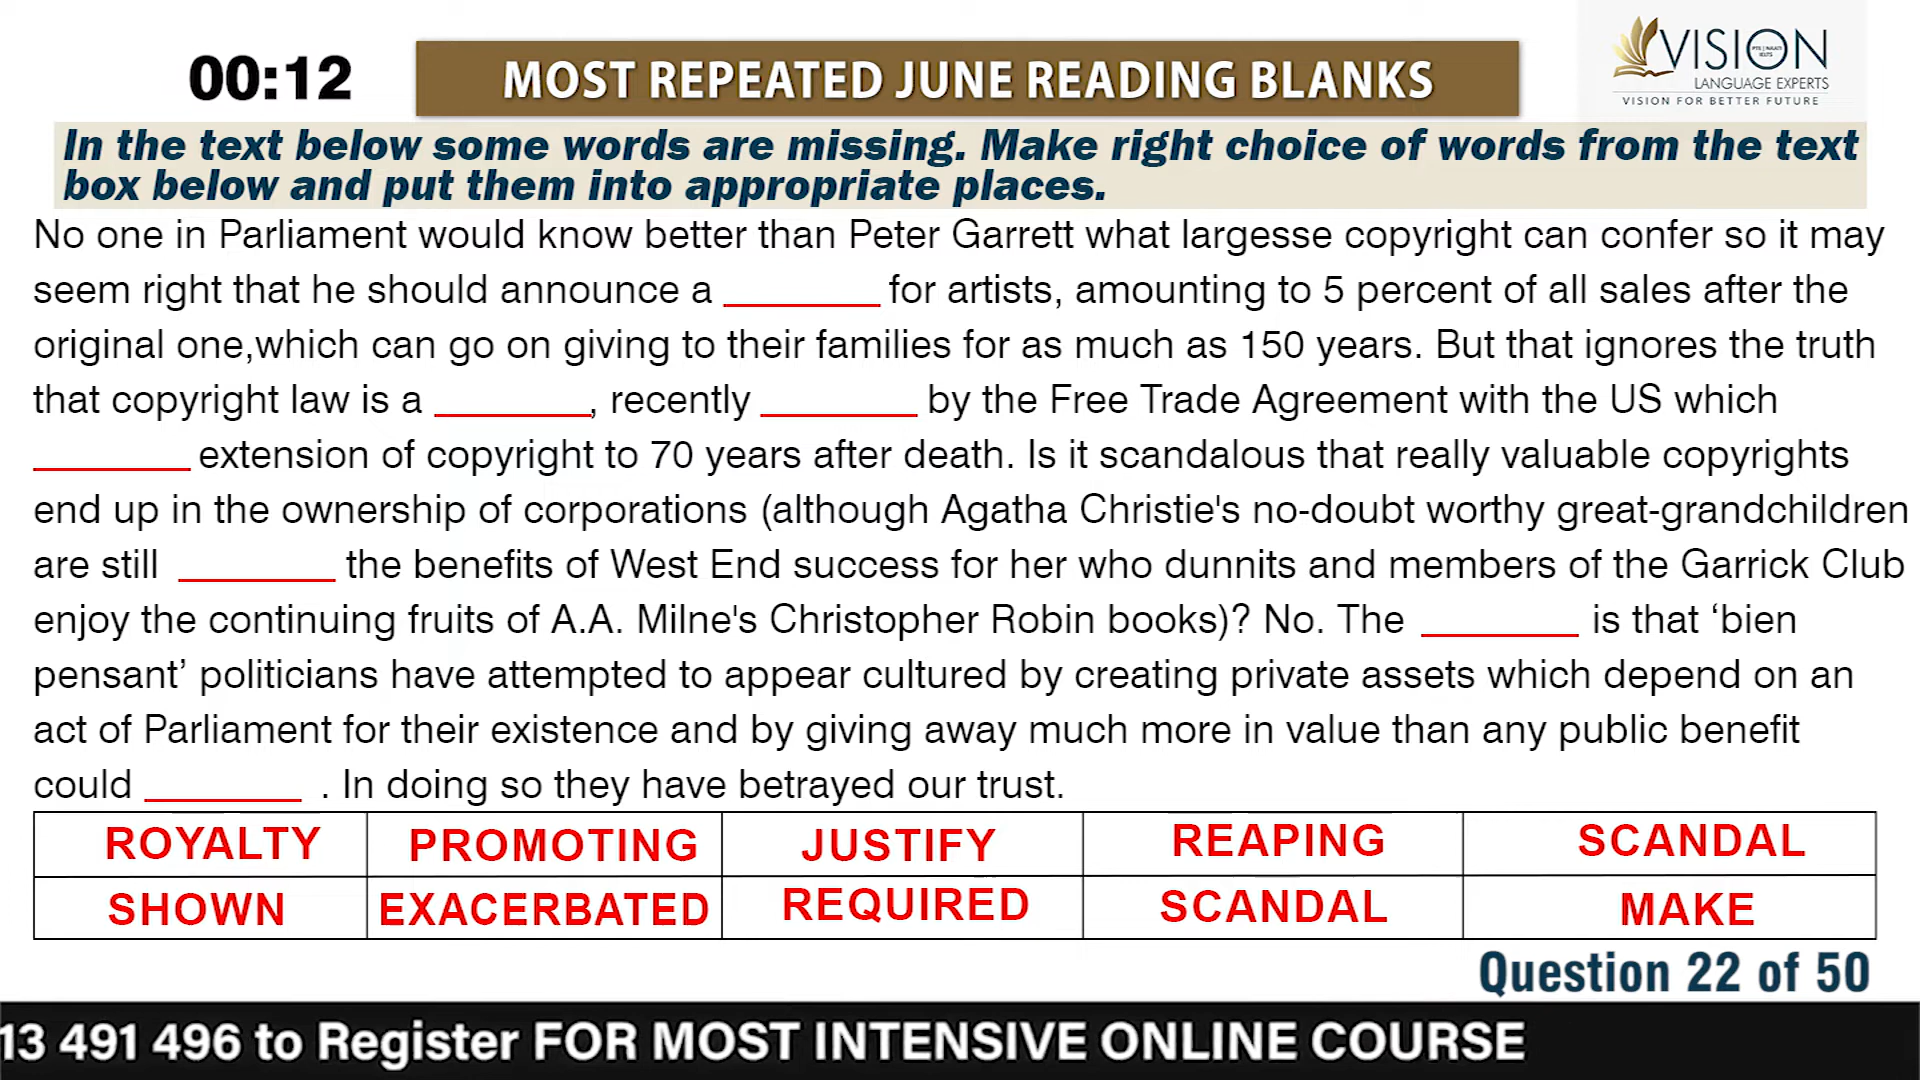 00:12
MOST REPEATED JUNE READING BLANKS
VISION
PTE | NAATI
IELTS
LANGUAGE EXPERTS
VISION FOR BETTER FUTURE
In the text below some words are missing. Make right choice of words from the text
box below and put them into appropriate places.
No one in Parliament would know better than Peter Garrett what largesse copyright can confer so it may
seem right that he should announce a ________ for artists, amounting to 5 percent of all sales after the
original one,which can go on giving to their families for as much as 150 years. But that ignores the truth
that copyright law is a ________, recently ________ by the Free Trade Agreement with the US which
________ extension of copyright to 70 years after death. Is it scandalous that really valuable copyrights
end up in the ownership of corporations (although Agatha Christie's no-doubt worthy great-grandchildren
are still ________ the benefits of West End success for her who dunnits and members of the Garrick Club
enjoy the continuing fruits of A.A. Milne's Christopher Robin books)? No. The ________ is that ‘bien
pensant’ politicians have attempted to appear cultured by creating private assets which depend on an
act of Parliament for their existence and by giving away much more in value than any public benefit
could ________ . In doing so they have betrayed our trust.
ROYALTY PROMOTING JUSTIFY REAPING SCANDAL
SHOWN EXACERBATED REQUIRED SCANDAL MAKE
Question 22 of 50
13 491 496 to Register FOR MOST INTENSIVE ONLINE COURSE